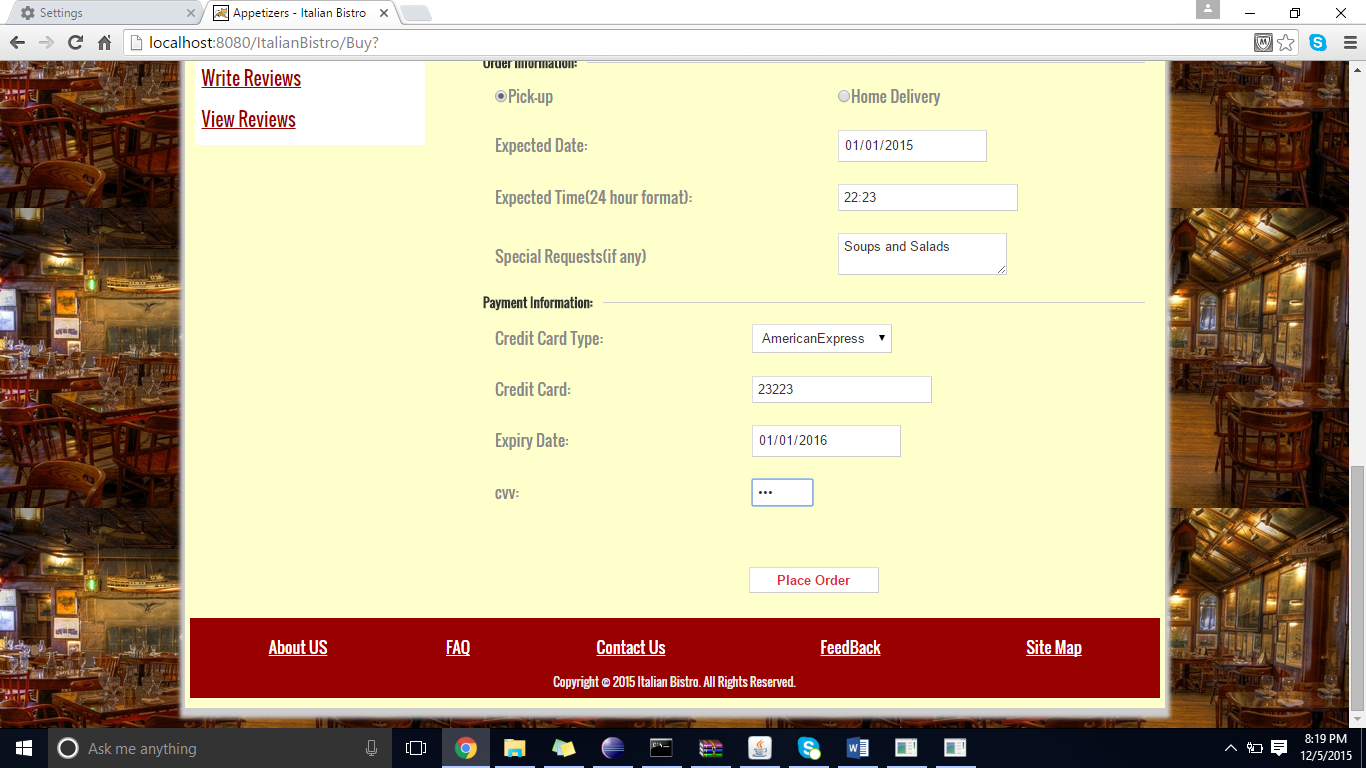 Settings
Appetizers - Italian Bistro
localhost:8080/ItalianBistro/Buy?
Write Reviews
View Reviews
Order Information:
Pick-up Home Delivery
Expected Date: 01/01/2015
Expected Time(24 hour format): 22:23
Special Requests(if any) Soups and Salads
Payment Information:
Credit Card Type: AmericanExpress
Credit Card: 23223
Expiry Date: 01/01/2016
cvv: •••
Place Order
About US FAQ Contact Us FeedBack Site Map
Copyright © 2015 Italian Bistro. All Rights Reserved.
Ask me anything
8:19 PM
12/5/2015